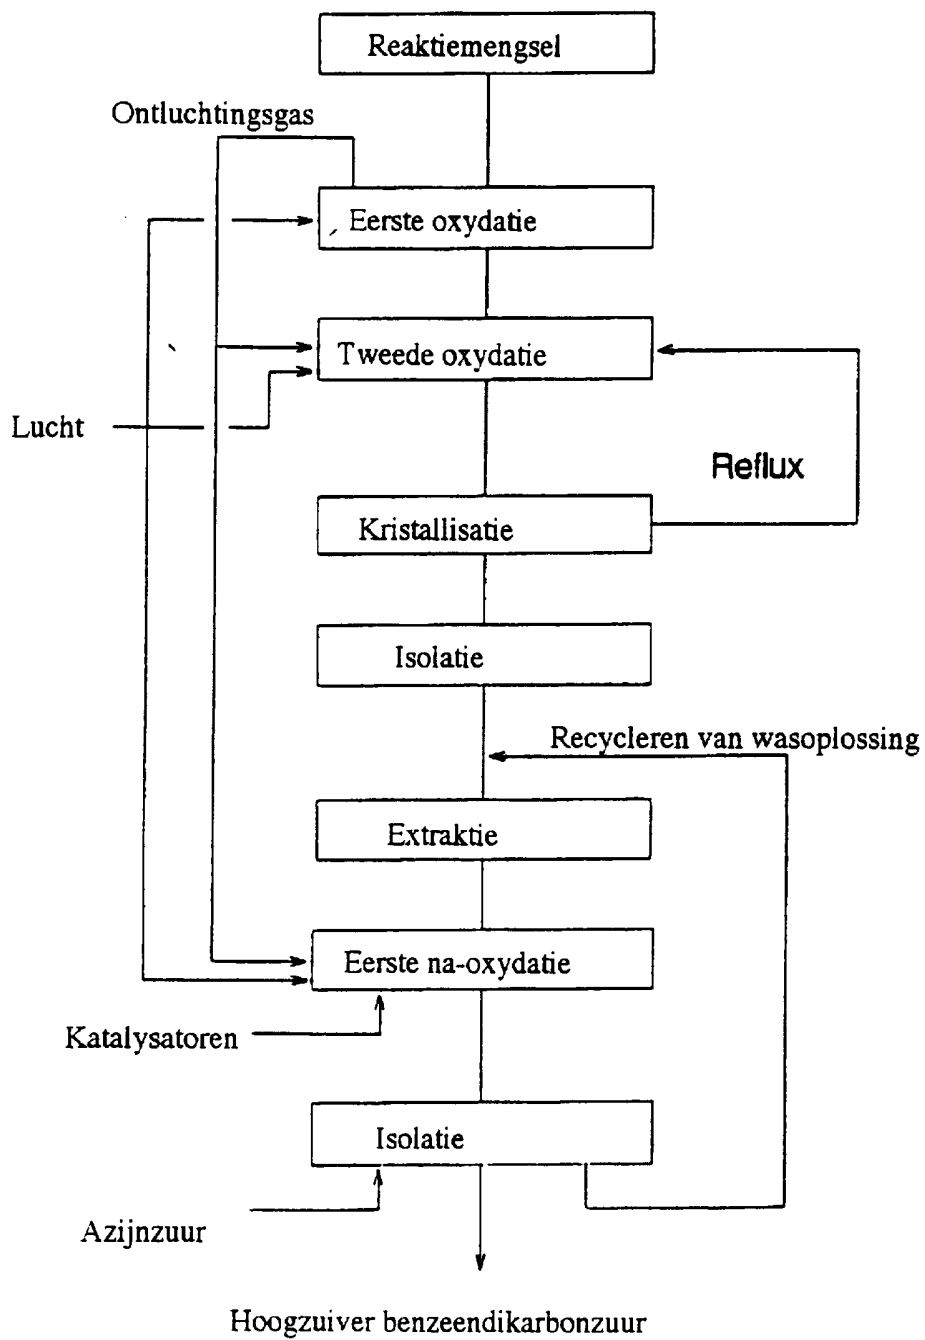 Reaktiemengsel
Ontluchtingsgas
Eerste oxydatie
Tweede oxydatie
Lucht
Reflux
Kristallisatie
Isolatie
Recycleren van wasoplossing
Extraktie
Eerste na-oxydatie
Katalysatoren
Isolatie
Azijnzuur
Hoogzuiver benzeendikarbonzuur